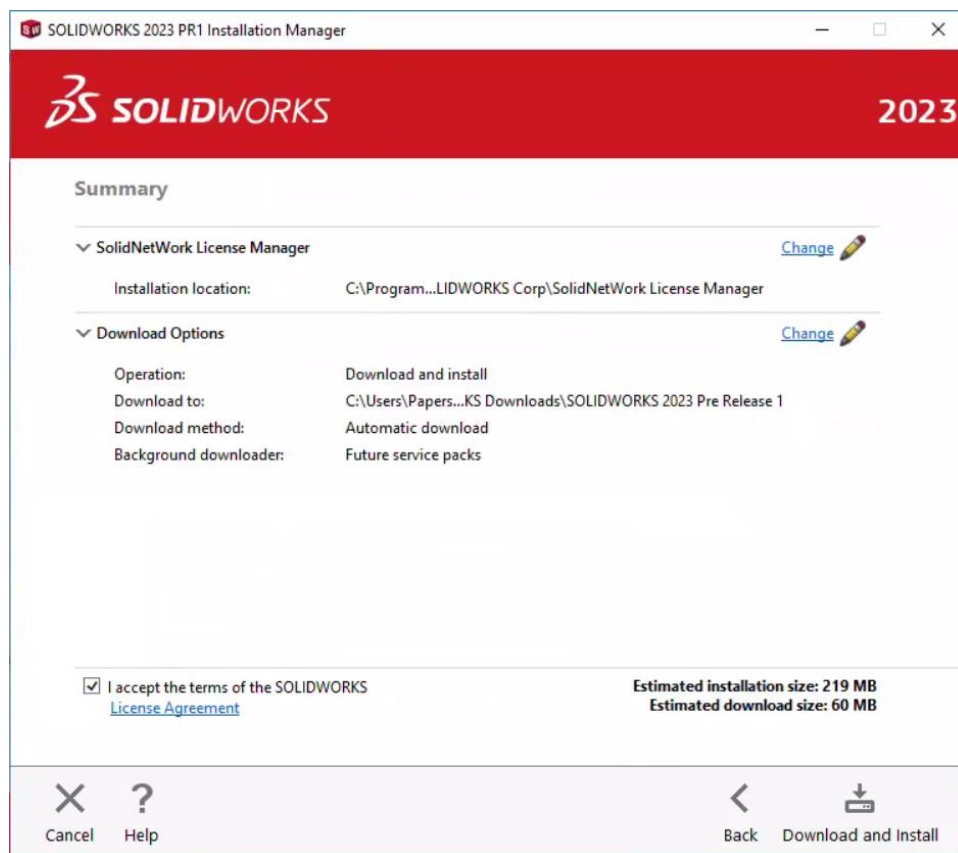 SOLIDWORKS 2023 PR1 Installation Manager
SOLIDWORKS 2023
Summary
SolidNetWork License Manager Change
Installation location: C:\Program...LIDWORKS Corp\SolidNetWork License Manager
Download Options Change
Operation: Download and install
Download to: C:\Users\Papers...KS Downloads\SOLIDWORKS 2023 Pre Release 1
Download method: Automatic download
Background downloader: Future service packs
I accept the terms of the SOLIDWORKS Estimated installation size: 219 MB
License Agreement Estimated download size: 60 MB
Cancel Help Back Download and Install